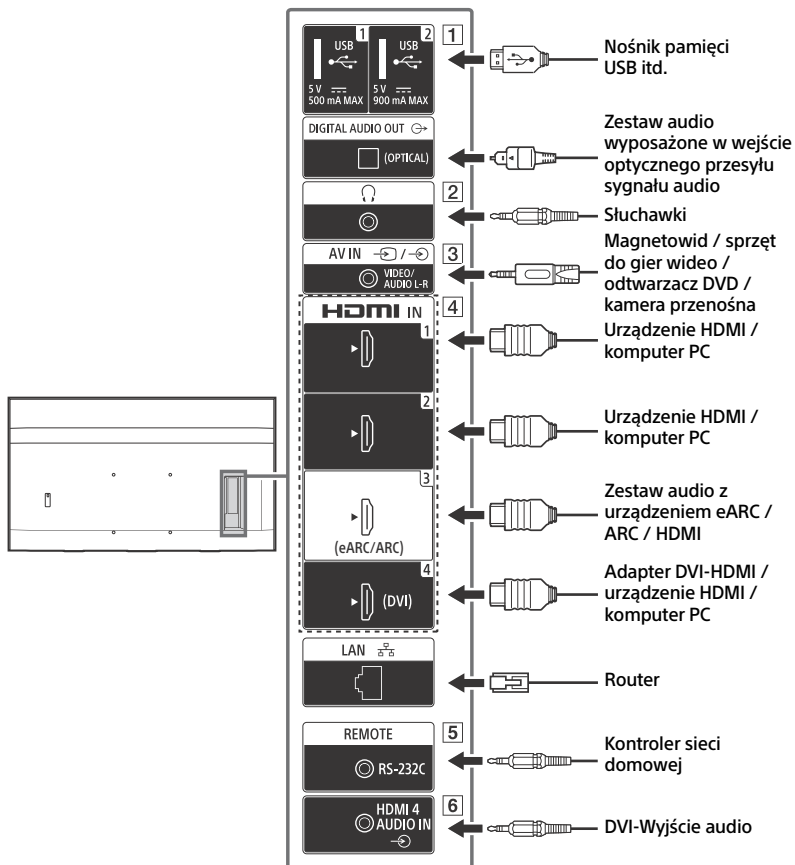 1
USB
5 V
500 mA MAX
2
USB
5 V
900 mA MAX
1
Nośnik pamięci
USB itd.
DIGITAL AUDIO OUT
(OPTICAL)
Zestaw audio
wyposażone w wejście
optycznego przesyłu
sygnału audio
2
Słuchawki
AV IN /
3
VIDEO/
AUDIO L-R
Magnetowid / sprzęt
do gier wideo /
odtwarzacz DVD /
kamera przenośna
HDMI IN
4
1
Urządzenie HDMI /
komputer PC
2
Urządzenie HDMI /
komputer PC
3
(eARC/ARC)
Zestaw audio z
urządzeniem eARC /
ARC / HDMI
4
(DVI)
Adapter DVI-HDMI /
urządzenie HDMI /
komputer PC
LAN
Router
REMOTE
5
RS-232C
Kontroler sieci
domowej
HDMI 4
AUDIO IN
6
DVI-Wyjście audio